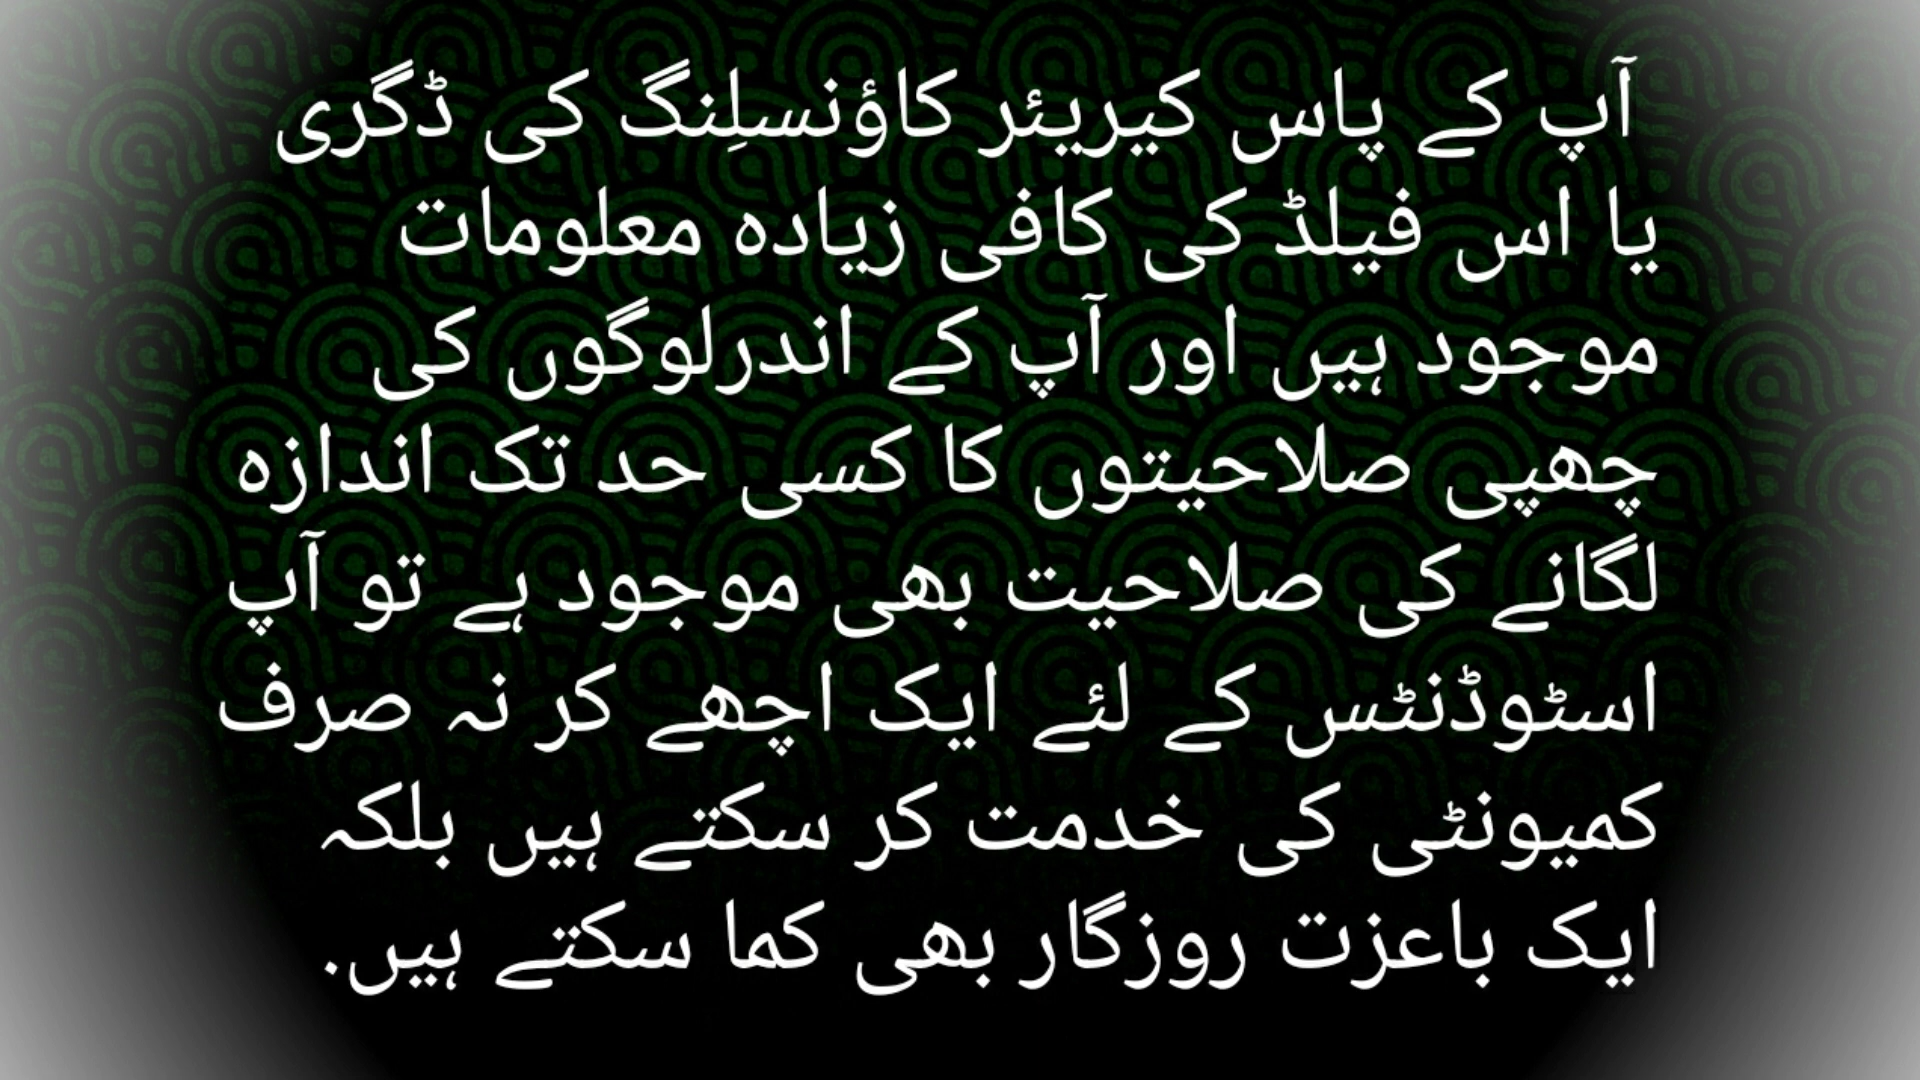 آپ کے پاس کیریئر کاؤنسلِنگ کی ڈگری
یا اس فیلڈ کی کافی زیادہ معلومات
موجود ہیں اور آپ کے اندرلوگوں کی
چھپی صلاحیتوں کا کسی حد تک اندازہ
لگانے کی صلاحیت بھی موجود ہے تو آپ
اسٹوڈنٹس کے لئے ایک اچھے کر نہ صرف
کمیونٹی کی خدمت کر سکتے ہیں بلکہ
ایک باعزت روزگار بھی کما سکتے ہیں.